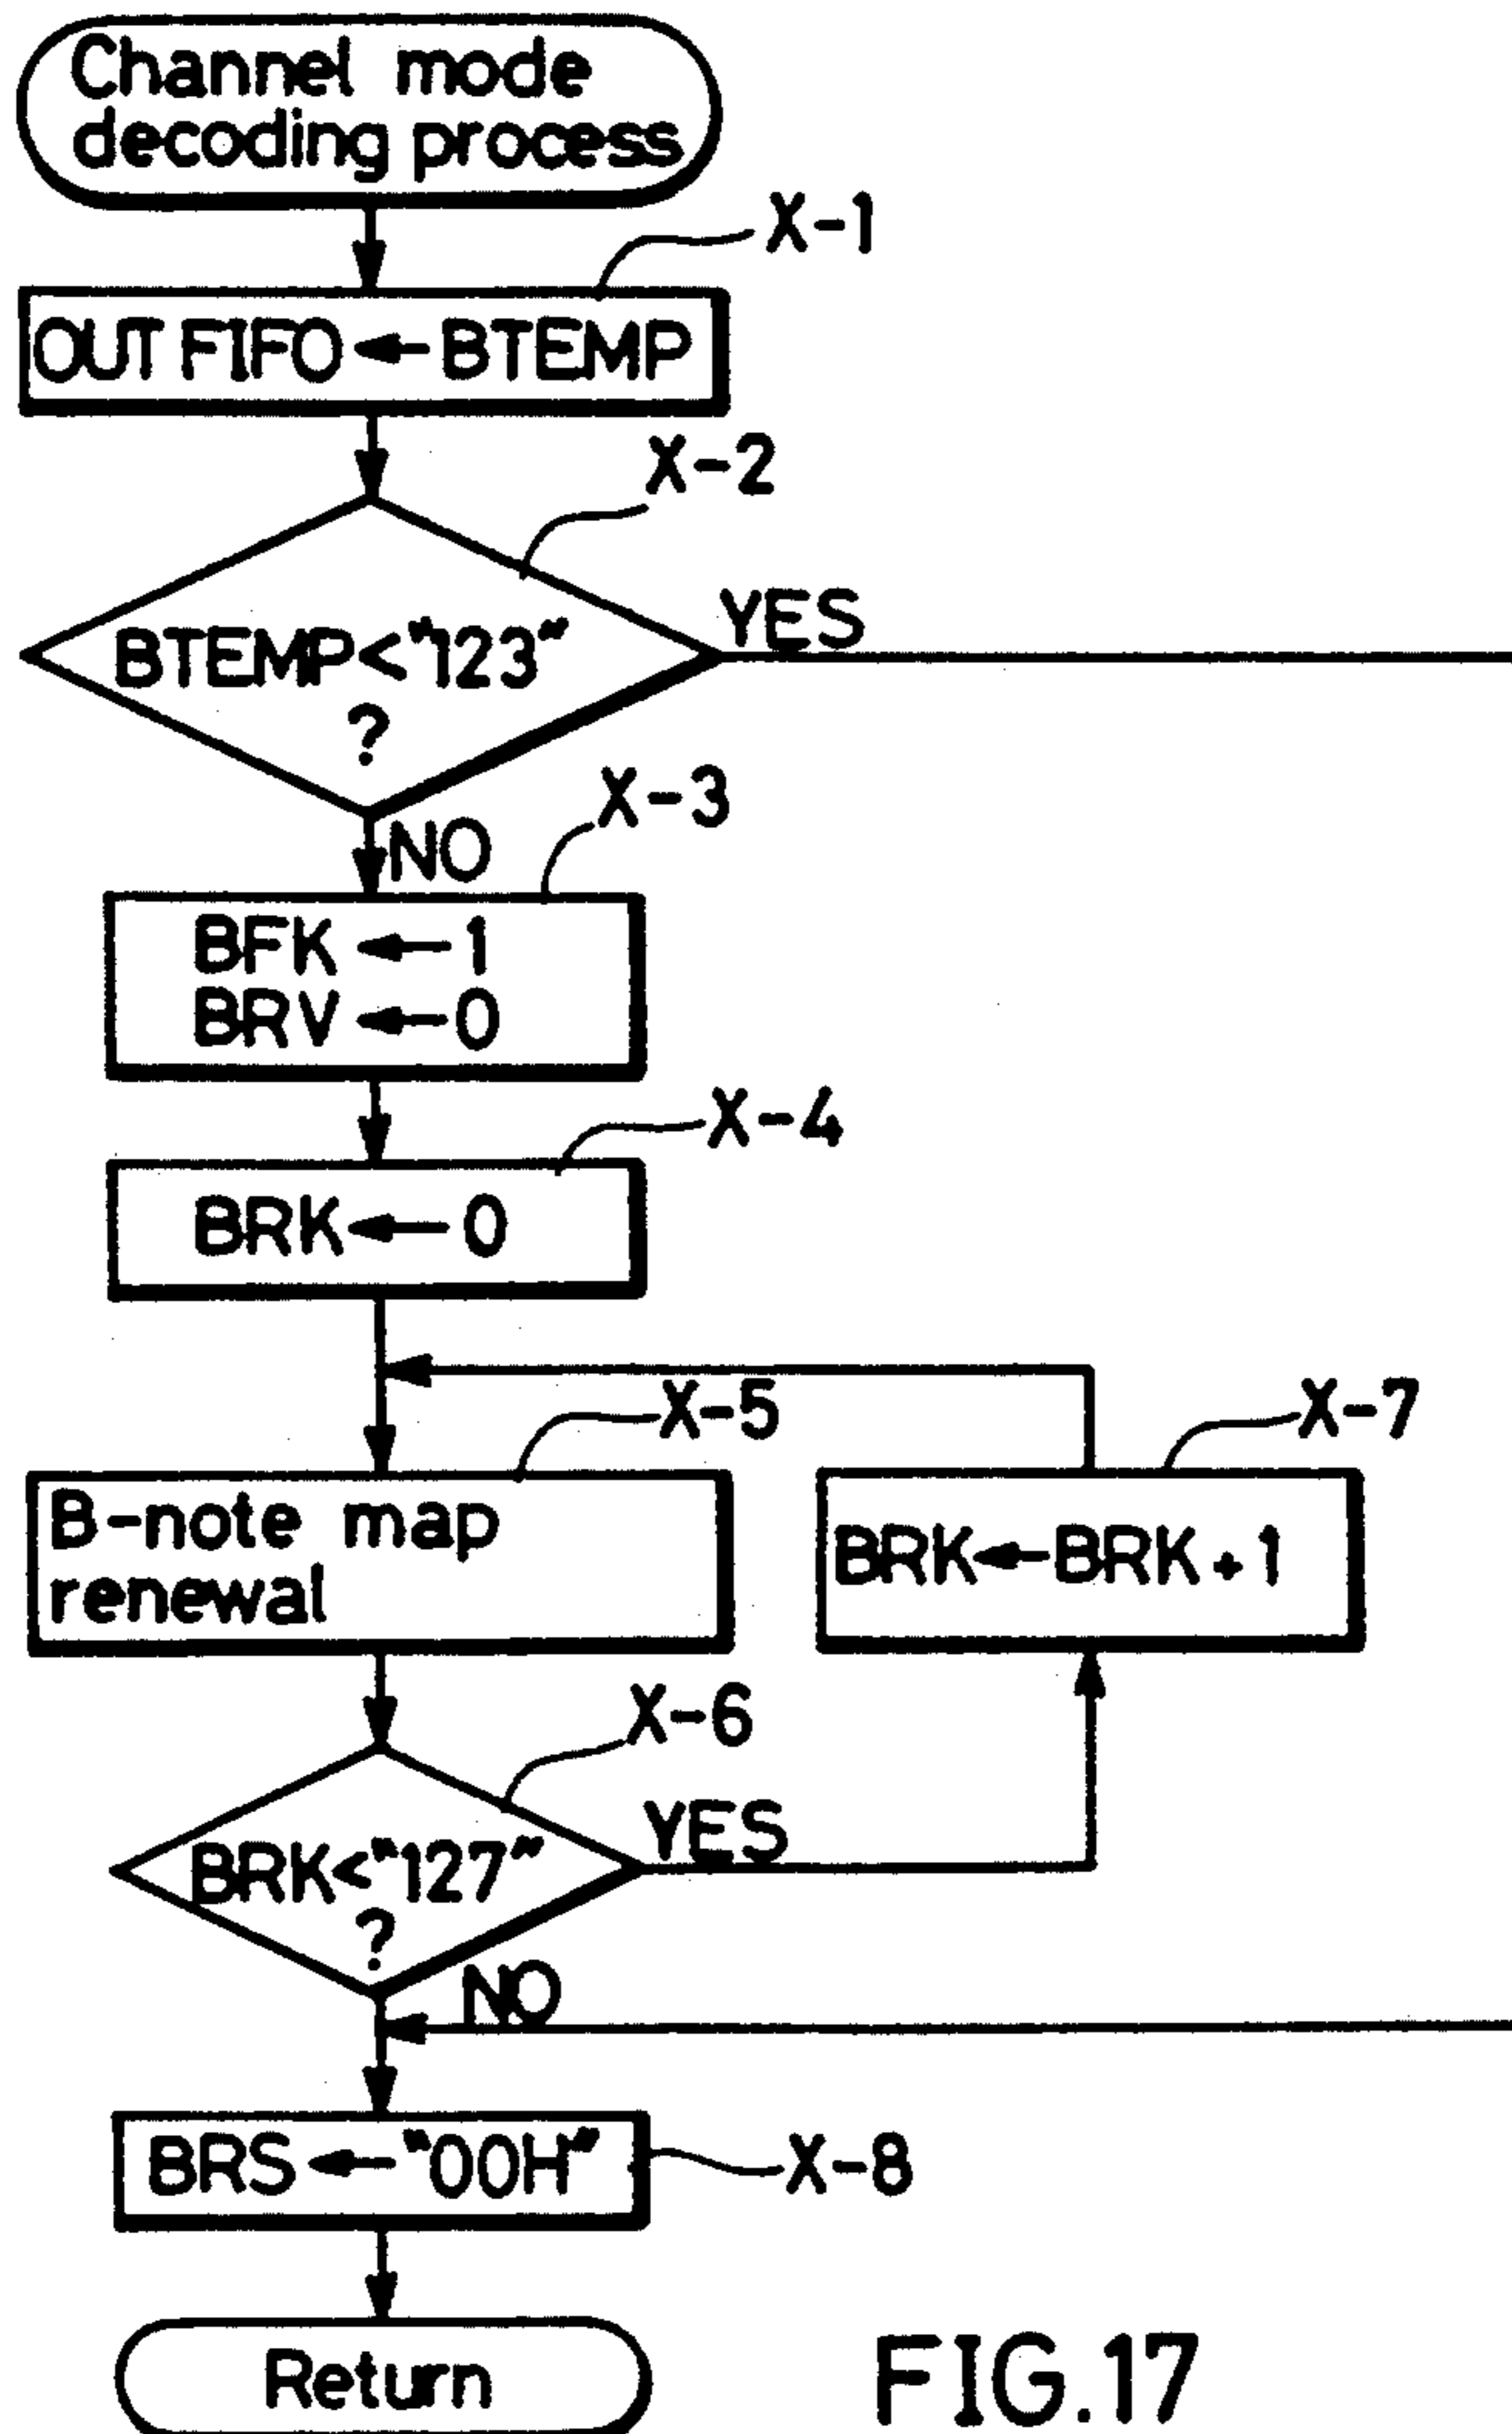 Channel mode
decoding process
X-1
OUT FIFO ← BTEMP
X-2
BTEMP<"123"
?
YES
NO
X-3
BFK ← 1
BRV ← 0
X-4
BRK ← 0
X-5
B-note map
renewal
X-7
BRK ← BRK + 1
X-6
BRK<"127"
?
YES
NO
BRS ← "00H"
X-8
Return
FIG.17